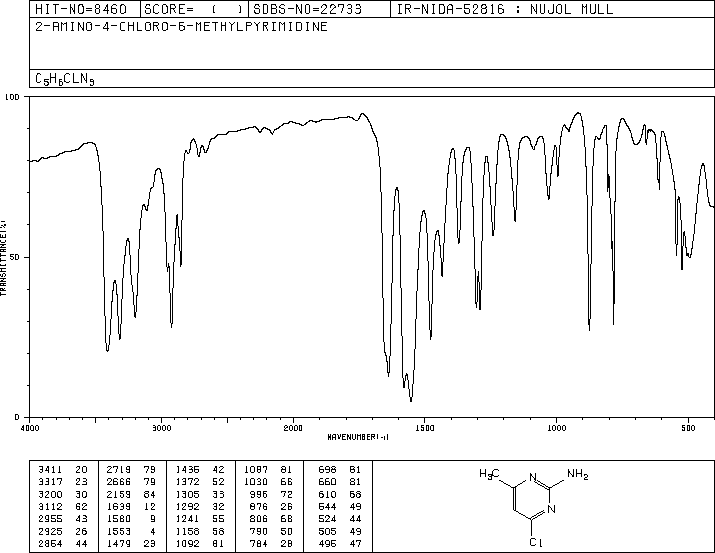 HIT-NO=8460 SCORE= ( ) SDBS-NO=22733 IR-NIDA-52816 : NUJOL MULL
2-AMINO-4-CHLORO-6-METHYLPYRIMIDINE
C5H6CLN3
100
50
0
TRANSMITTANCE(%)
4000 3000 2000 1500 1000 500
WAVENUMBER(-1)
3411 20 2719 79 1436 42 1087 81 698 81
3317 23 2666 79 1372 52 1030 66 660 81
3200 30 2159 84 1305 33 996 72 610 68
3112 62 1639 12 1292 32 876 26 544 49
2955 43 1580 9 1241 55 806 68 524 44
2925 26 1553 4 1158 58 790 50 505 49
2854 44 1479 23 1092 81 784 28 496 47
H3C N NH2
N
Cl